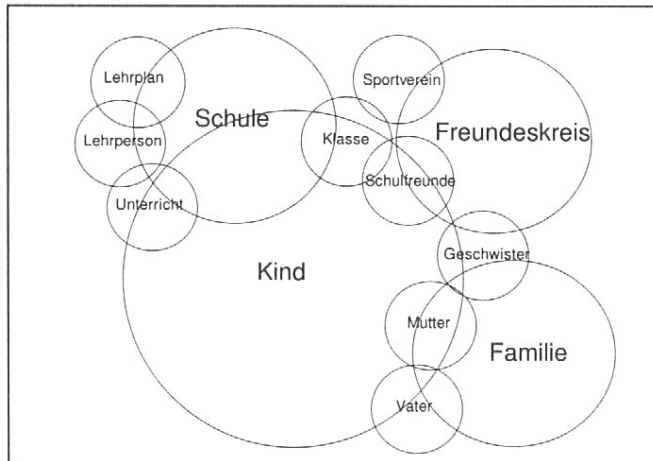 Lehrplan
Sportverein
Schule
Freundeskreis
Lehrperson
Klasse
Schulfreunde
Unterricht
Geschwister
Kind
Mutter
Familie
Vater